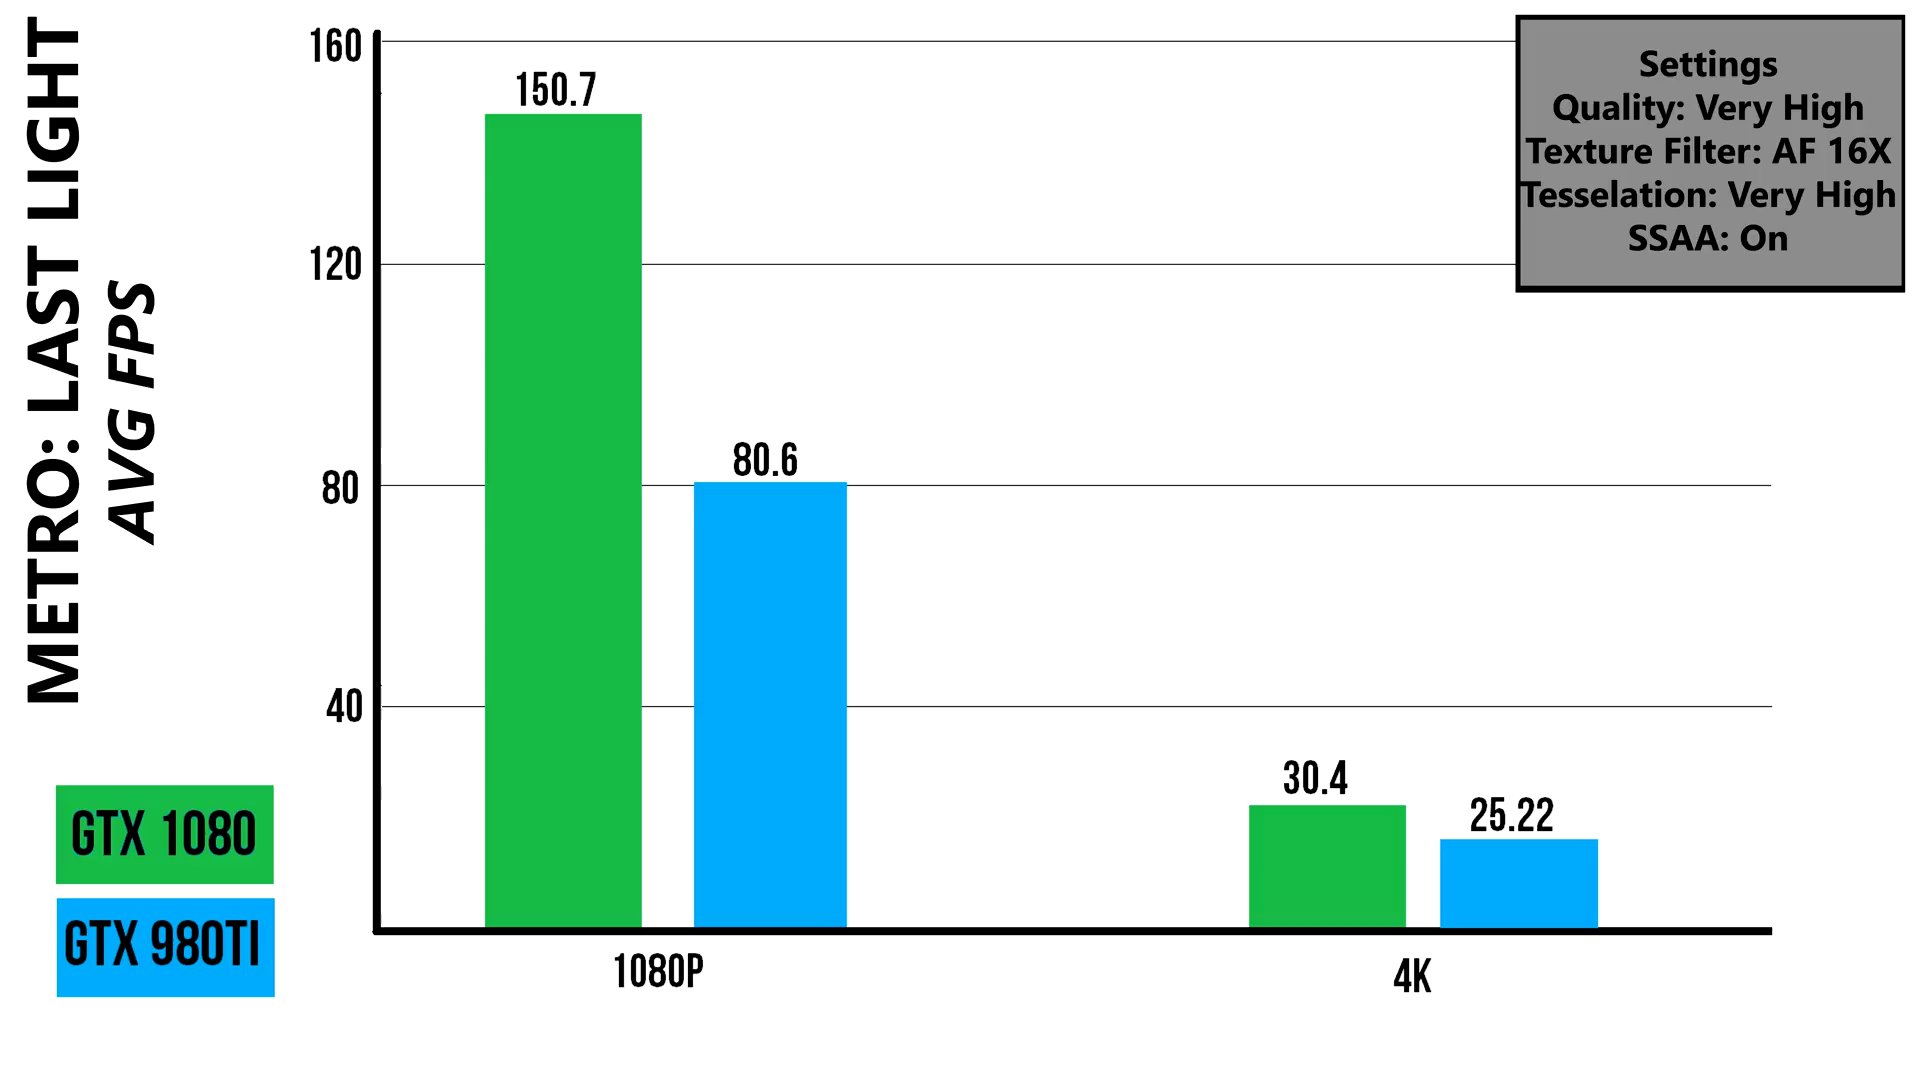 METRO: LAST LIGHT
AVG FPS
160
120
80
40
150.7
80.6
30.4
25.22
1080P
4K
GTX 1080
GTX 980TI
Settings
Quality: Very High
Texture Filter: AF 16X
Tesselation: Very High
SSAA: On